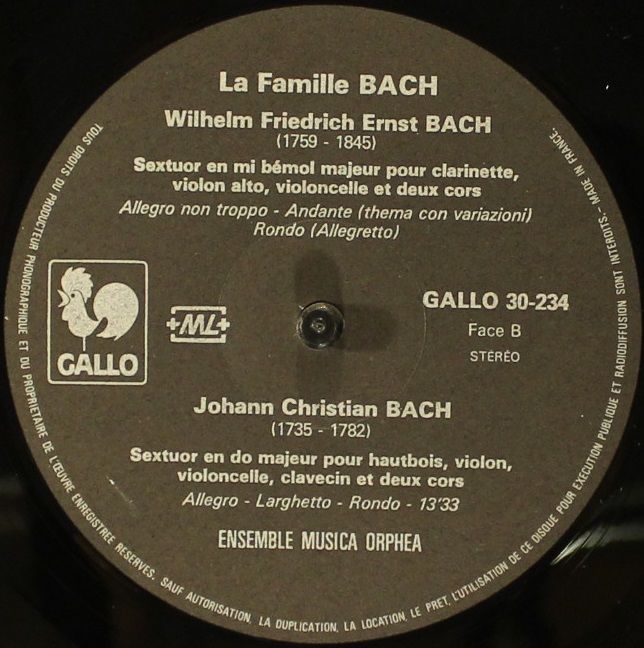 La Famille BACH
Wilhelm Friedrich Ernst BACH
(1759 - 1845)
Sextuor en mi bémol majeur pour clarinette,
violon alto, violoncelle et deux cors
Allegro non troppo - Andante (thema con variazioni)
Rondo (Allegretto)
GALLO
+ML+
GALLO 30-234
Face B
STÉRÉO
Johann Christian BACH
(1735 - 1782)
Sextuor en do majeur pour hautbois, violon,
violoncelle, clavecin et deux cors
Allegro - Larghetto - Rondo - 13'33
ENSEMBLE MUSICA ORPHEA
TOUS DROITS DU PRODUCTEUR PHONOGRAPHIQUE ET DU PROPRIETAIRE DE L'ŒUVRE ENREGISTREE RESERVES. SAUF AUTORISATION, LA DUPLICATION, LA LOCATION, LE PRET, L'UTILISATION DE CE DISQUE POUR EXECUTION PUBLIQUE ET RADIODIFFUSION SONT INTERDITS. - MADE IN FRANCE.